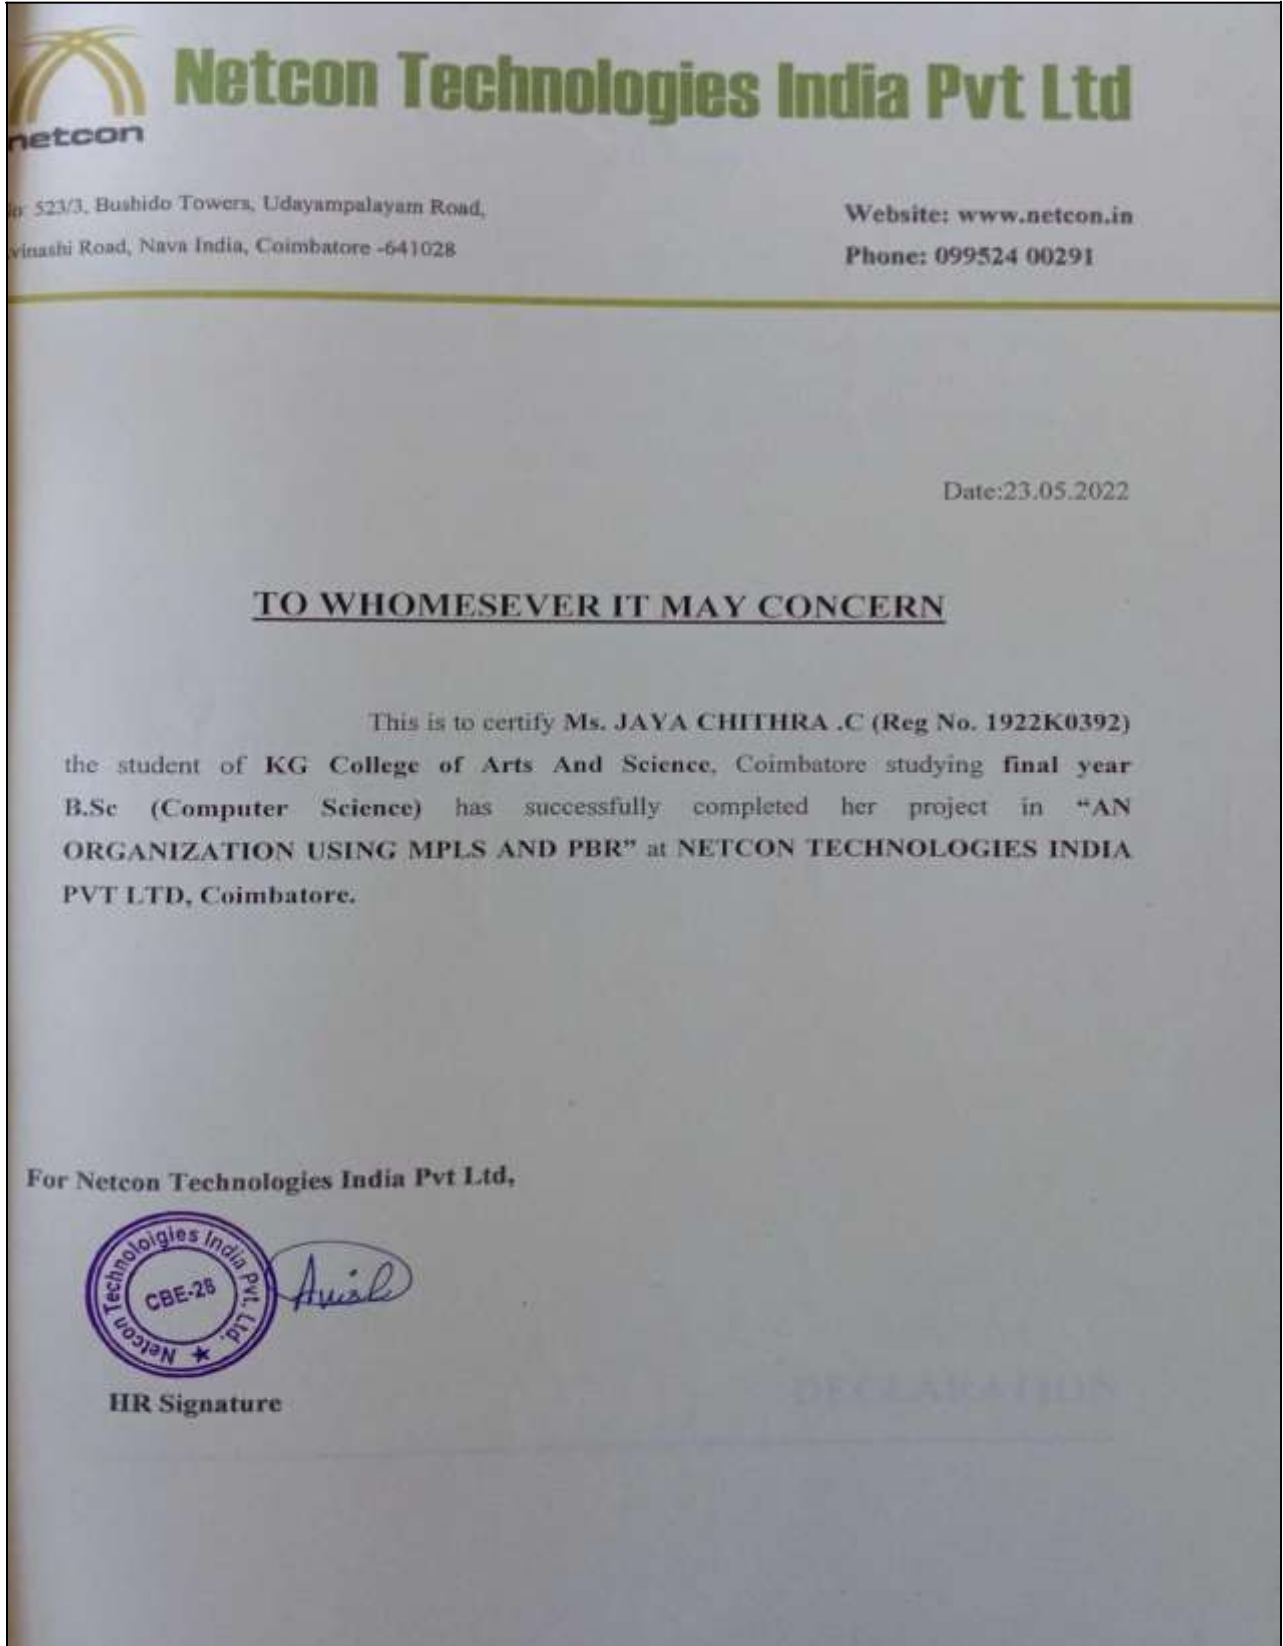 netcon
Netcon Technologies India Pvt Ltd
523/3, Bushido Towers, Udayampalayam Road,
vinashi Road, Nava India, Coimbatore -641028
Website: www.netcon.in
Phone: 099524 00291
Date:23.05.2022
TO WHOMESEVER IT MAY CONCERN
This is to certify Ms. JAYA CHITHRA .C (Reg No. 1922K0392)
the student of KG College of Arts And Science, Coimbatore studying final year
B.Sc (Computer Science) has successfully completed her project in “AN
ORGANIZATION USING MPLS AND PBR” at NETCON TECHNOLOGIES INDIA
PVT LTD, Coimbatore.
For Netcon Technologies India Pvt Ltd,
Netcon Technoloigies India Pvt. Ltd.
CBE-28
HR Signature
DECLARATION